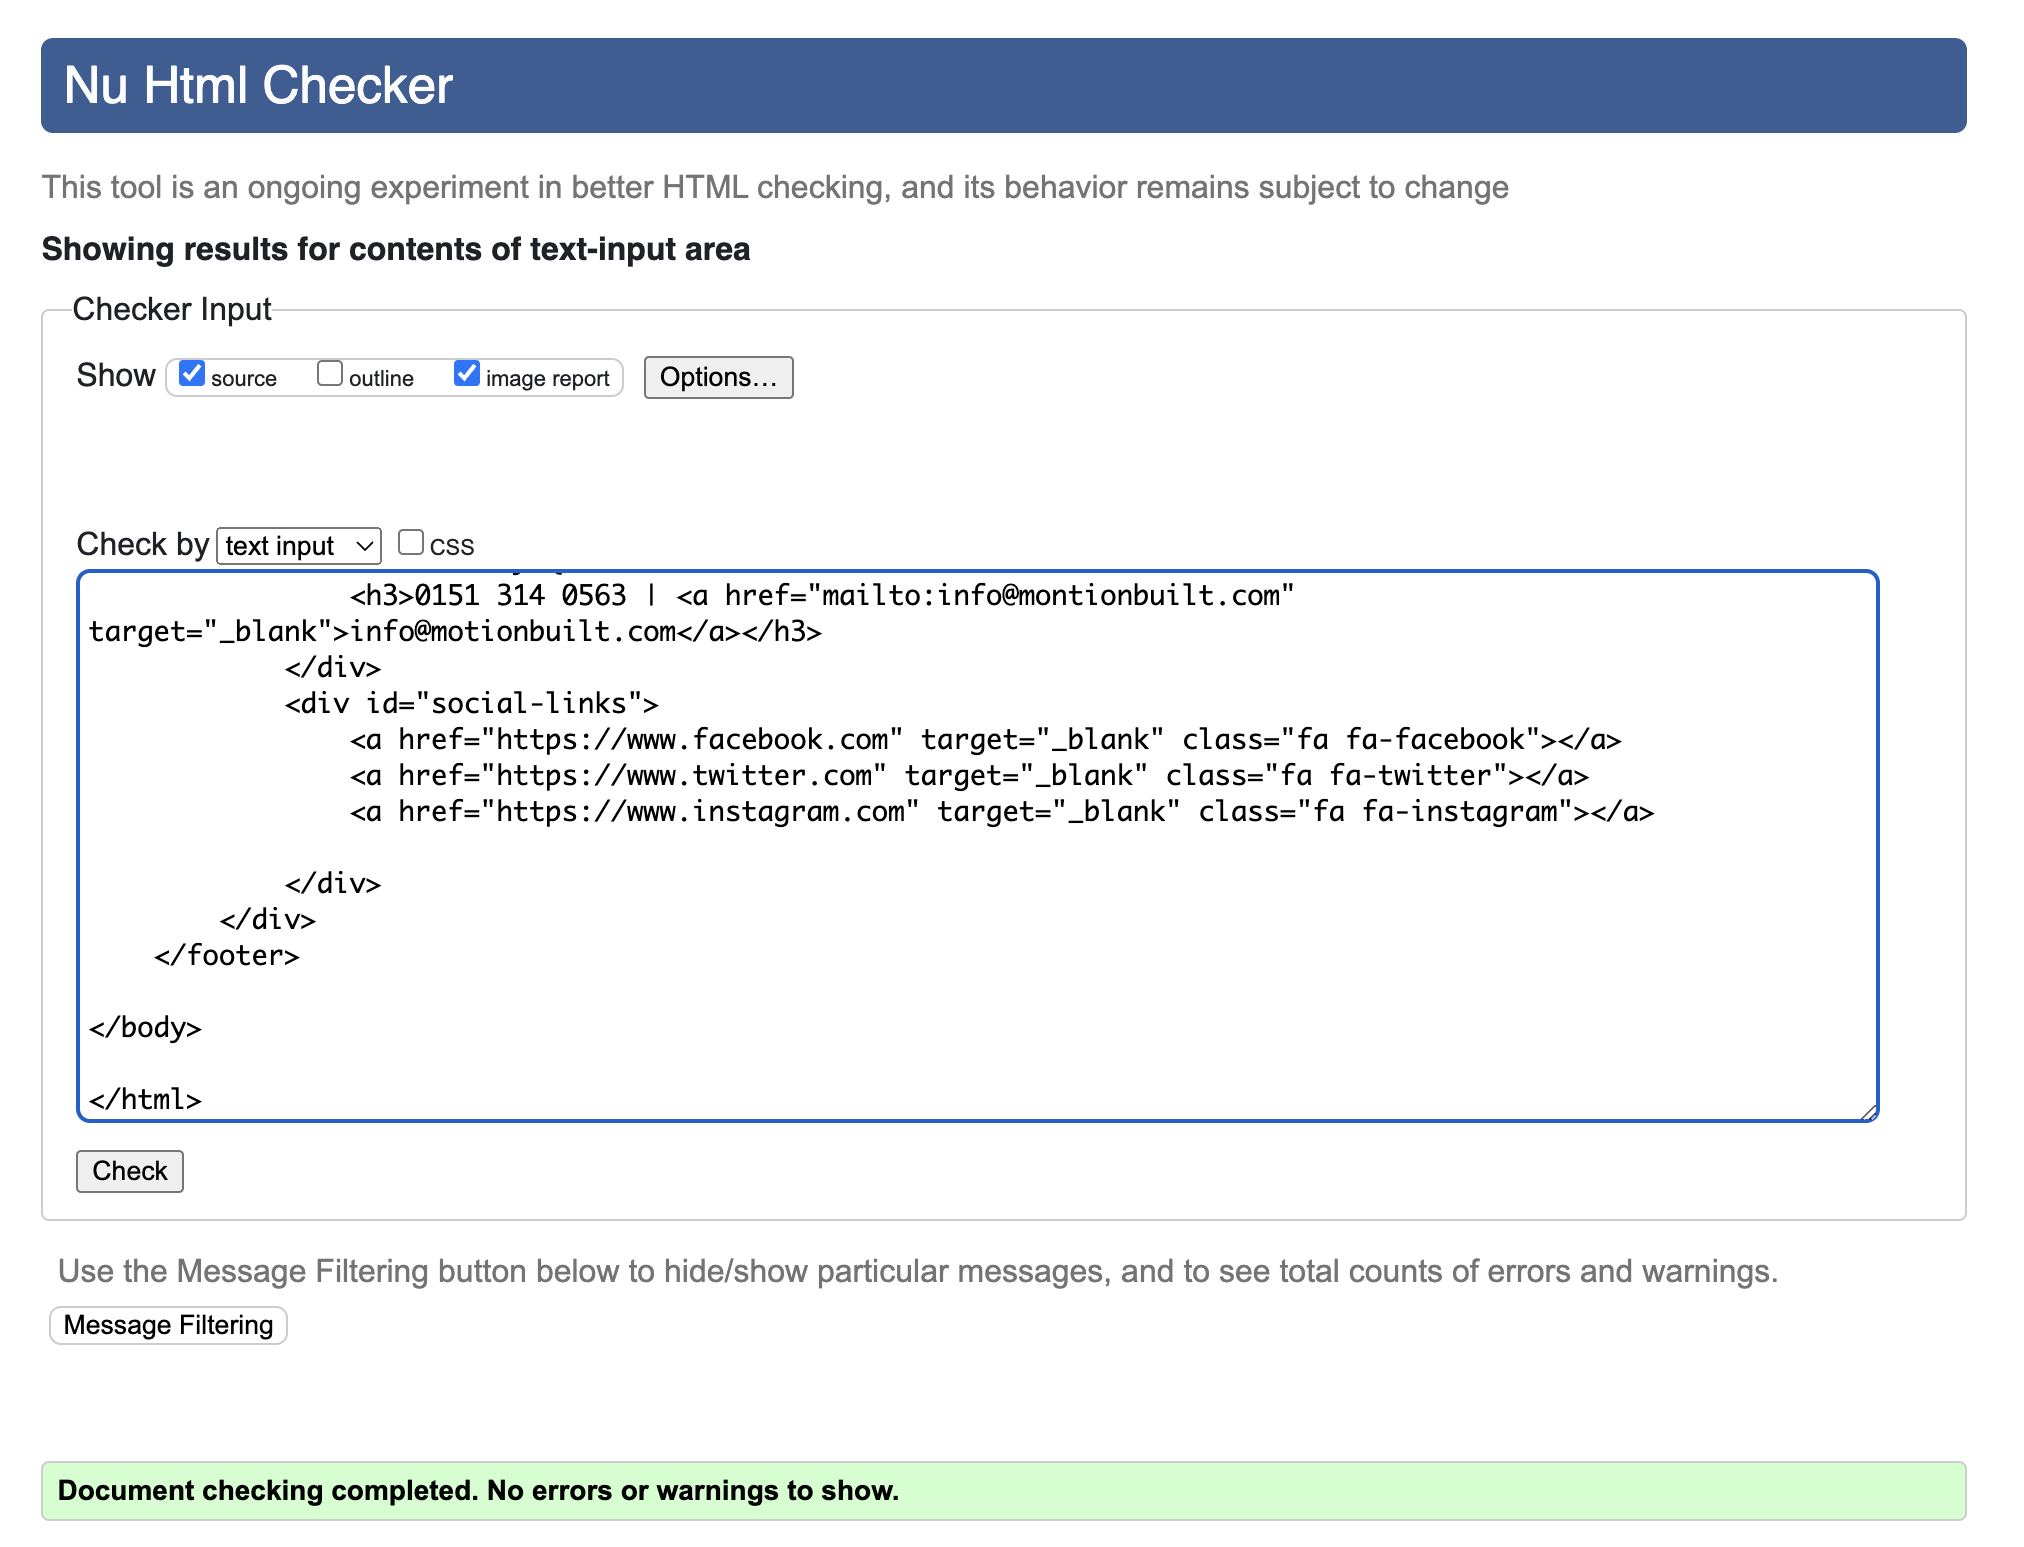 Nu Html Checker
This tool is an ongoing experiment in better HTML checking, and its behavior remains subject to change
Showing results for contents of text-input area
Checker Input
Show source outline image report Options...
Check by text input css
<h3>0151 314 0563 | <a href="mailto:info@montionbuilt.com"
target="_blank">info@motionbuilt.com</a></h3>
</div>
<div id="social-links">
<a href="https://www.facebook.com" target="_blank" class="fa fa-facebook"></a>
<a href="https://www.twitter.com" target="_blank" class="fa fa-twitter"></a>
<a href="https://www.instagram.com" target="_blank" class="fa fa-instagram"></a>
</div>
</div>
</footer>
</body>
</html>
Check
Use the Message Filtering button below to hide/show particular messages, and to see total counts of errors and warnings.
Message Filtering
Document checking completed. No errors or warnings to show.